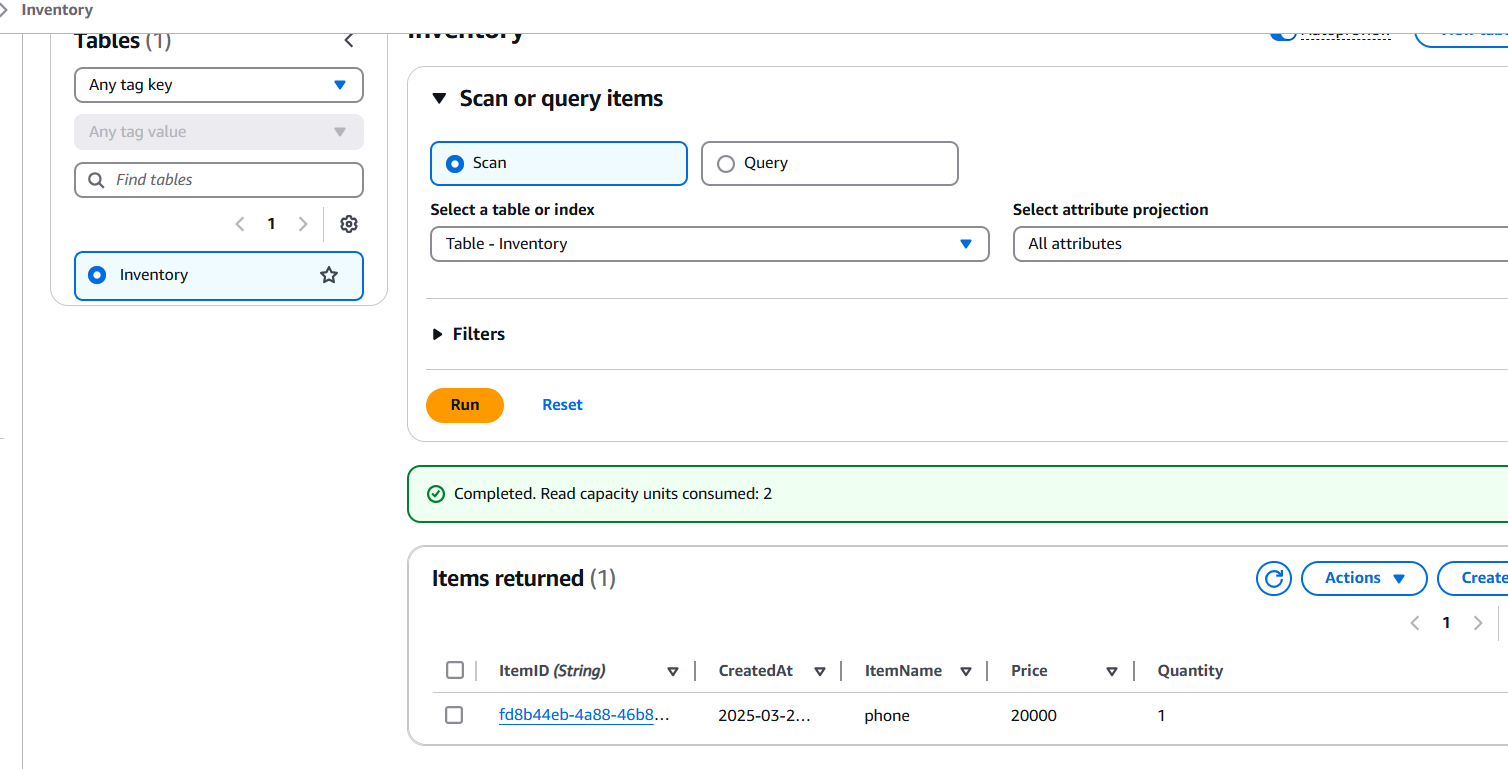 Inventory
Tables (1)
Any tag key
Any tag value
Find tables
1
Inventory
Inventory
Autopreview
Scan or query items
Scan
Query
Select a table or index
Select attribute projection
Table - Inventory
All attributes
Filters
Run
Reset
Completed. Read capacity units consumed: 2
Items returned (1)
Actions
Create
1
ItemID (String)
CreatedAt
ItemName
Price
Quantity
fd8b44eb-4a88-46b8…
2025-03-2…
phone
20000
1